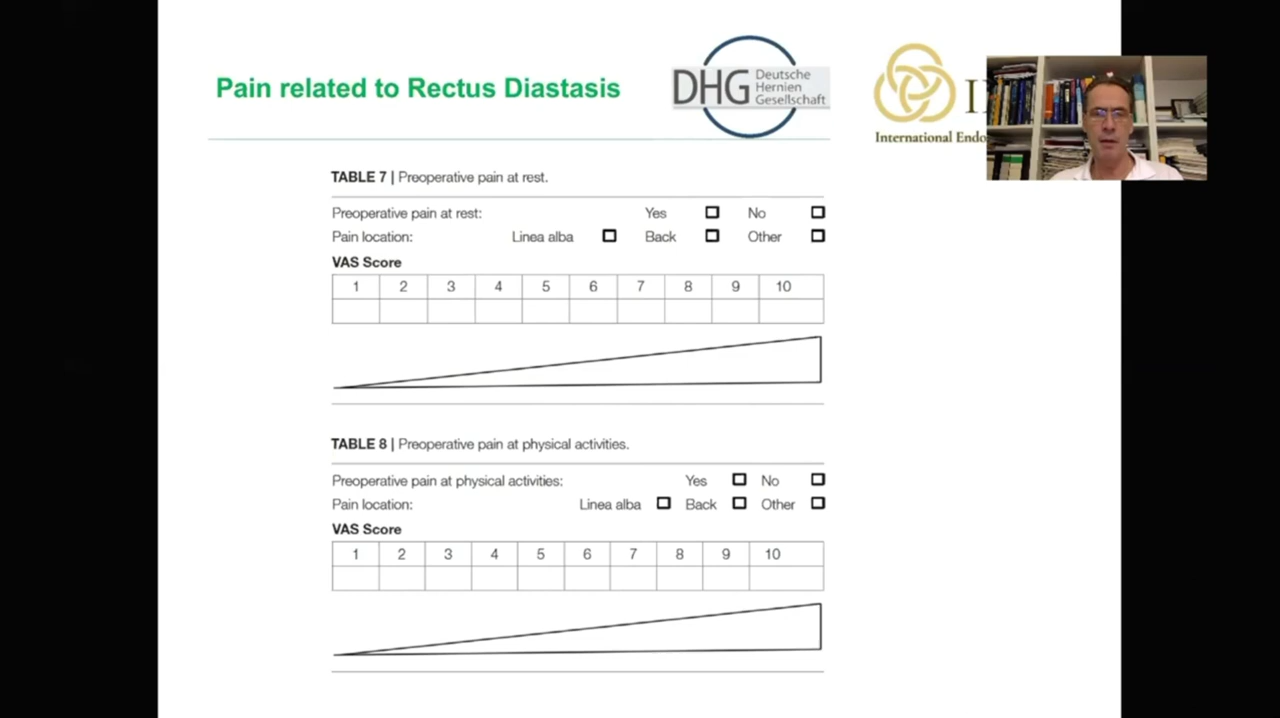 Pain related to Rectus Diastasis
DHG Deutsche
Hernien
Gesellschaft
International Endo
TABLE 7 | Preoperative pain at rest.
Preoperative pain at rest: Yes No
Pain location: Linea alba Back Other
VAS Score
1 2 3 4 5 6 7 8 9 10
TABLE 8 | Preoperative pain at physical activities.
Preoperative pain at physical activities: Yes No
Pain location: Linea alba Back Other
VAS Score
1 2 3 4 5 6 7 8 9 10